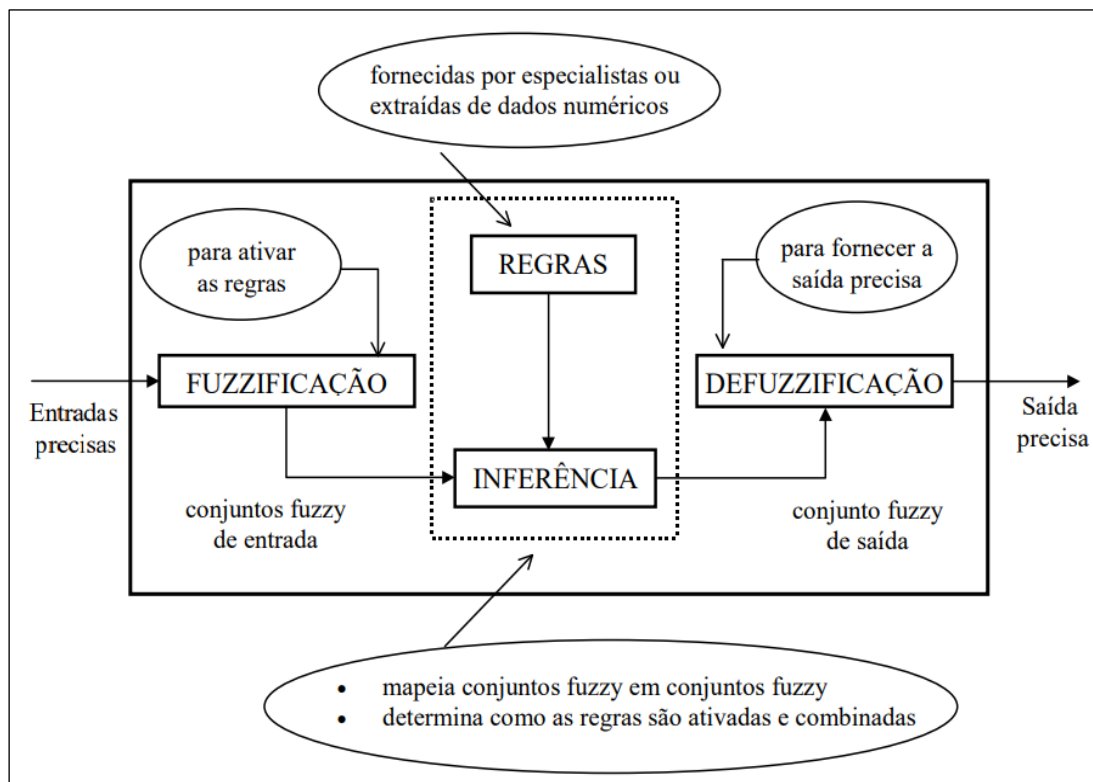 fornecidas por especialistas ou
extraídas de dados numéricos
para ativar
as regras
REGRAS
para fornecer a
saída precisa
FUZZIFICAÇÃO
DEFUZZIFICAÇÃO
Entradas
precisas
Saída
precisa
INFERÊNCIA
conjuntos fuzzy
de entrada
conjunto fuzzy
de saída
• mapeia conjuntos fuzzy em conjuntos fuzzy
• determina como as regras são ativadas e combinadas